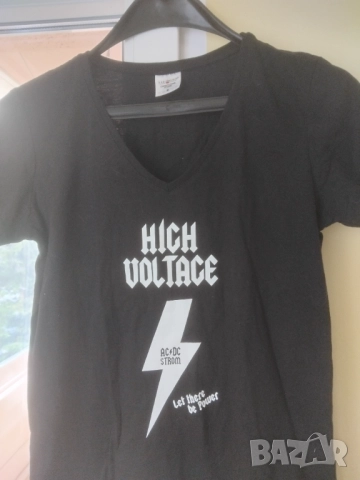 HIGH
VOLTAGE
AC⚡DC
STROM
Let there
be Power
BAZAR